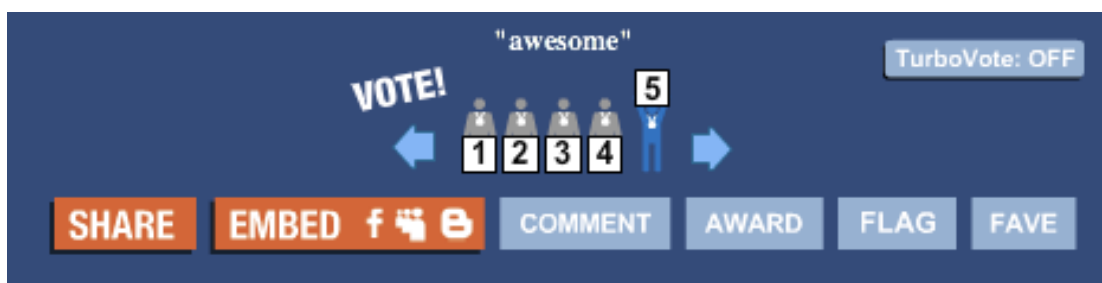 "awesome"
TurboVote: OFF
VOTE!
5
1 2 3 4
SHARE EMBED f COMMENT AWARD FLAG FAVE